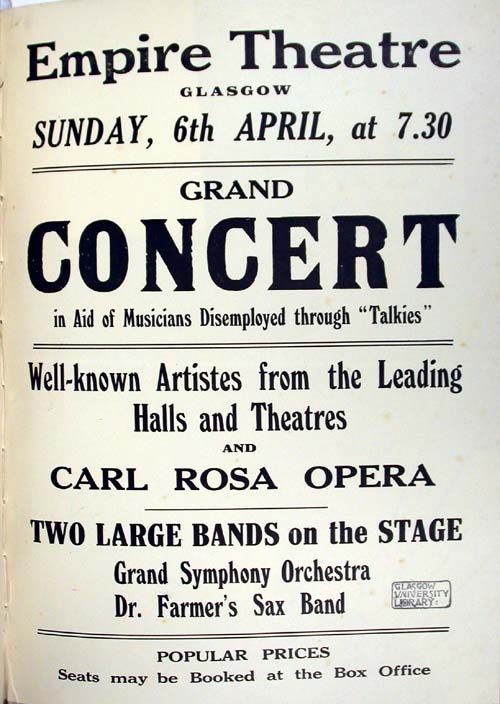 Empire Theatre
GLASGOW
SUNDAY, 6th APRIL, at 7.30
GRAND
CONCERT
in Aid of Musicians Disemployed through "Talkies"
Well-known Artistes from the Leading
Halls and Theatres
AND
CARL ROSA OPERA
TWO LARGE BANDS on the STAGE
Grand Symphony Orchestra
Dr. Farmer's Sax Band
GLASGOW
UNIVERSITY
LIBRARY:
POPULAR PRICES
Seats may be Booked at the Box Office